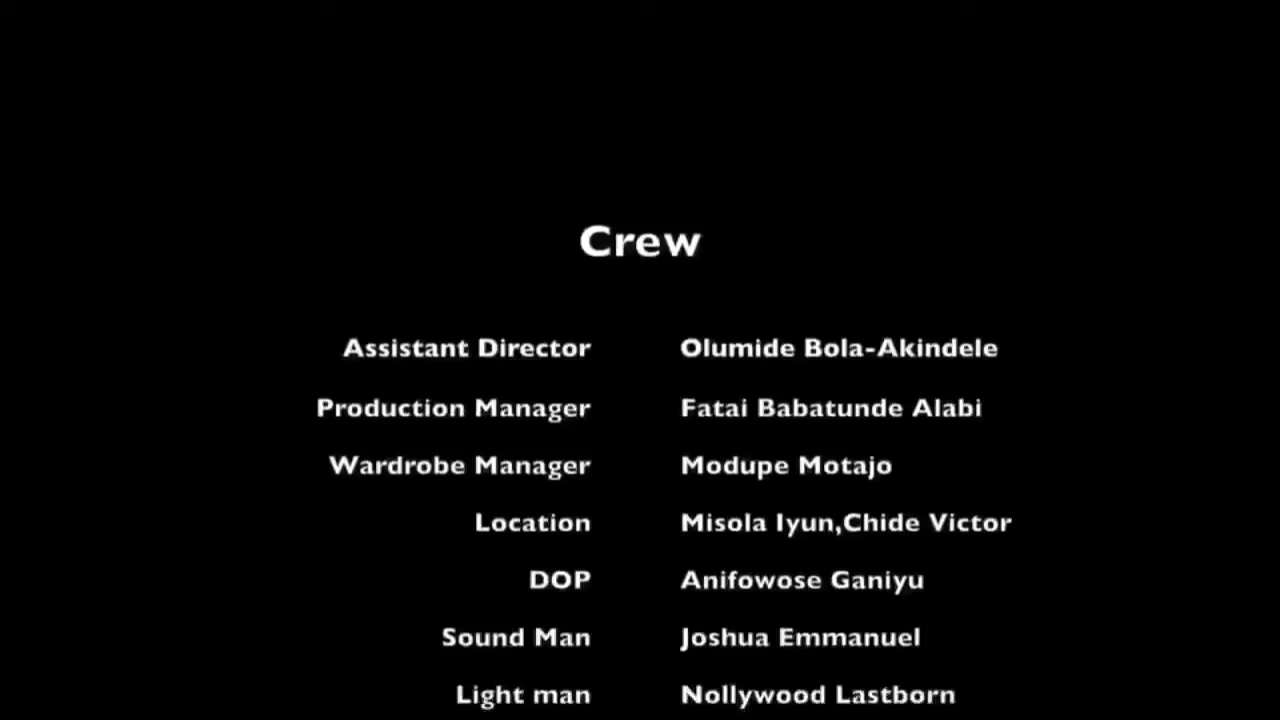 Crew
Assistant Director Olumide Bola-Akindele
Production Manager Fatai Babatunde Alabi
Wardrobe Manager Modupe Motajo
Location Misola Iyun,Chide Victor
DOP Anifowose Ganiyu
Sound Man Joshua Emmanuel
Light man Nollywood Lastborn